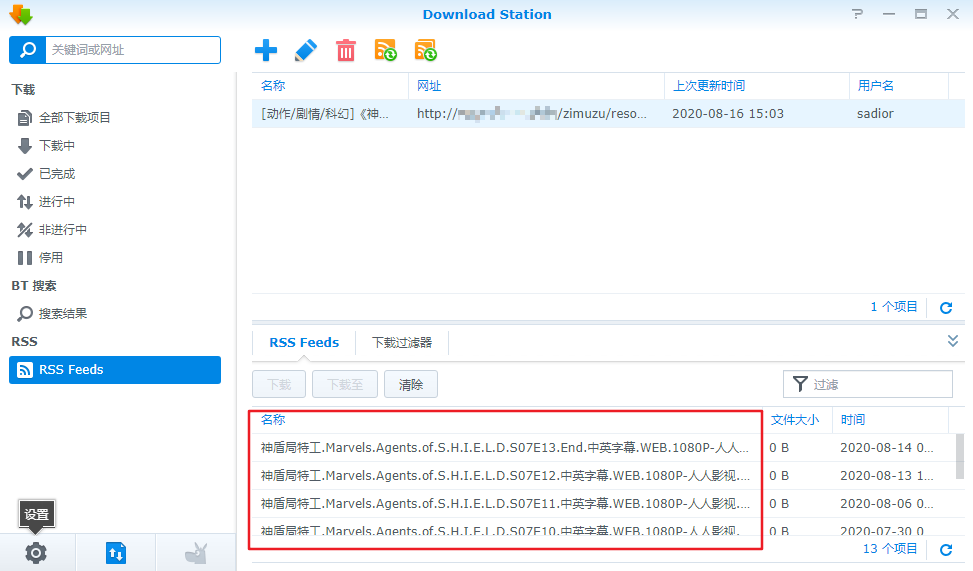 Download Station
关键词或网址
下载
全部下载项目
下载中
已完成
进行中
非进行中
停用
BT 搜索
搜索结果
RSS
RSS Feeds
设置
名称 网址 上次更新时间 用户名
[动作/剧情/科幻]《神... http:// /zimuzu/reso... 2020-08-16 15:03 sadior
1 个项目
RSS Feeds 下载过滤器
下载 下载至 清除 过滤
名称 文件大小 时间
神盾局特工.Marvels.Agents.of.S.H.I.E.L.D.S07E13.End.中英字幕.WEB.1080P-人人... 0 B 2020-08-14 0...
神盾局特工.Marvels.Agents.of.S.H.I.E.L.D.S07E12.中英字幕.WEB.1080P-人人影视.... 0 B 2020-08-13 1...
神盾局特工.Marvels.Agents.of.S.H.I.E.L.D.S07E11.中英字幕.WEB.1080P-人人影视.... 0 B 2020-08-06 0...
神盾局特工.Marvels.Agents.of.S.H.I.E.L.D.S07E10.中英字幕.WEB.1080P-人人影视.... 0 B 2020-07-30 0...
13 个项目